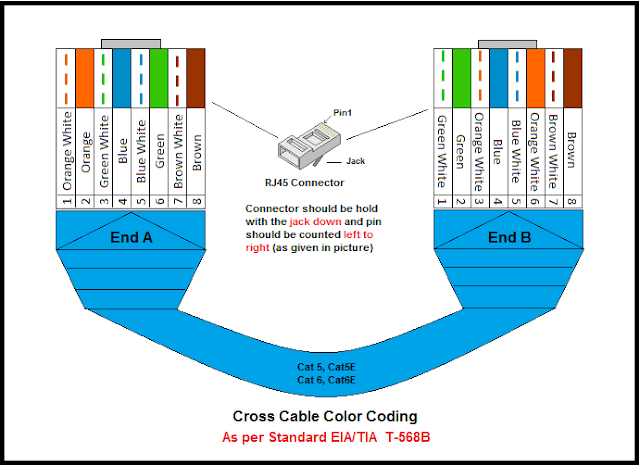 1 Orange White
2 Orange
3 Green White
4 Blue
5 Blue White
6 Green
7 Brown White
8 Brown
End A
Pin1
Jack
RJ45 Connector
Connector should be hold
with the jack down and pin
should be counted left to
right (as given in picture)
1 Green White
2 Green
3 Orange White
4 Blue
5 Blue White
6 Orange White
7 Brown White
8 Brown
End B
Cat 5, Cat5E
Cat 6, Cat6E
Cross Cable Color Coding
As per Standard EIA/TIA T-568B